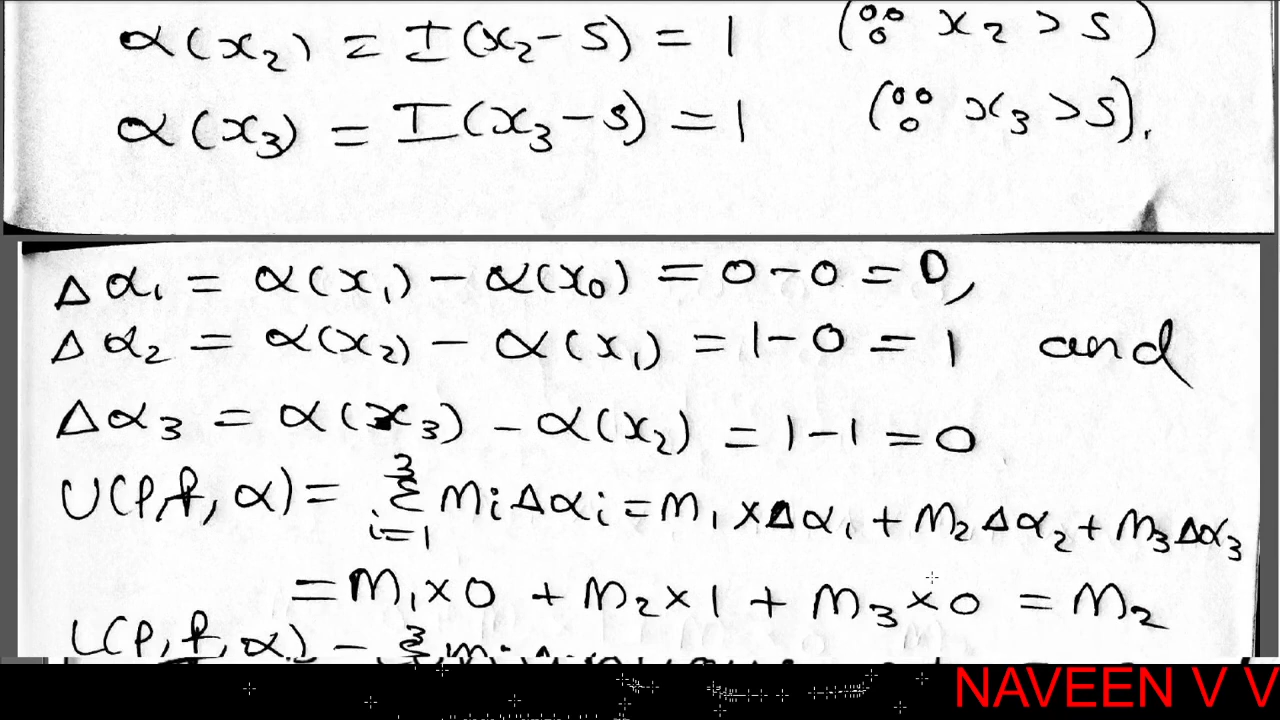 α(x₂) = I(x₂-s) = 1 (∵ x₂ > s)
α(x₃) = I(x₃-s) = 1 (∵ x₃ > s).
Δα₁ = α(x₁) - α(x₀) = 0-0 = 0,
Δα₂ = α(x₂) - α(x₁) = 1-0 = 1 and
Δα₃ = α(x₃) - α(x₂) = 1-1 = 0
U(P,f,α) = 3Σi=1 MiΔαi = M₁×Δα₁ + M₂Δα₂ + M₃Δα₃
= M₁×0 + M₂×1 + M₃×0 = M₂
L(P,f,α)
NAVEEN V V